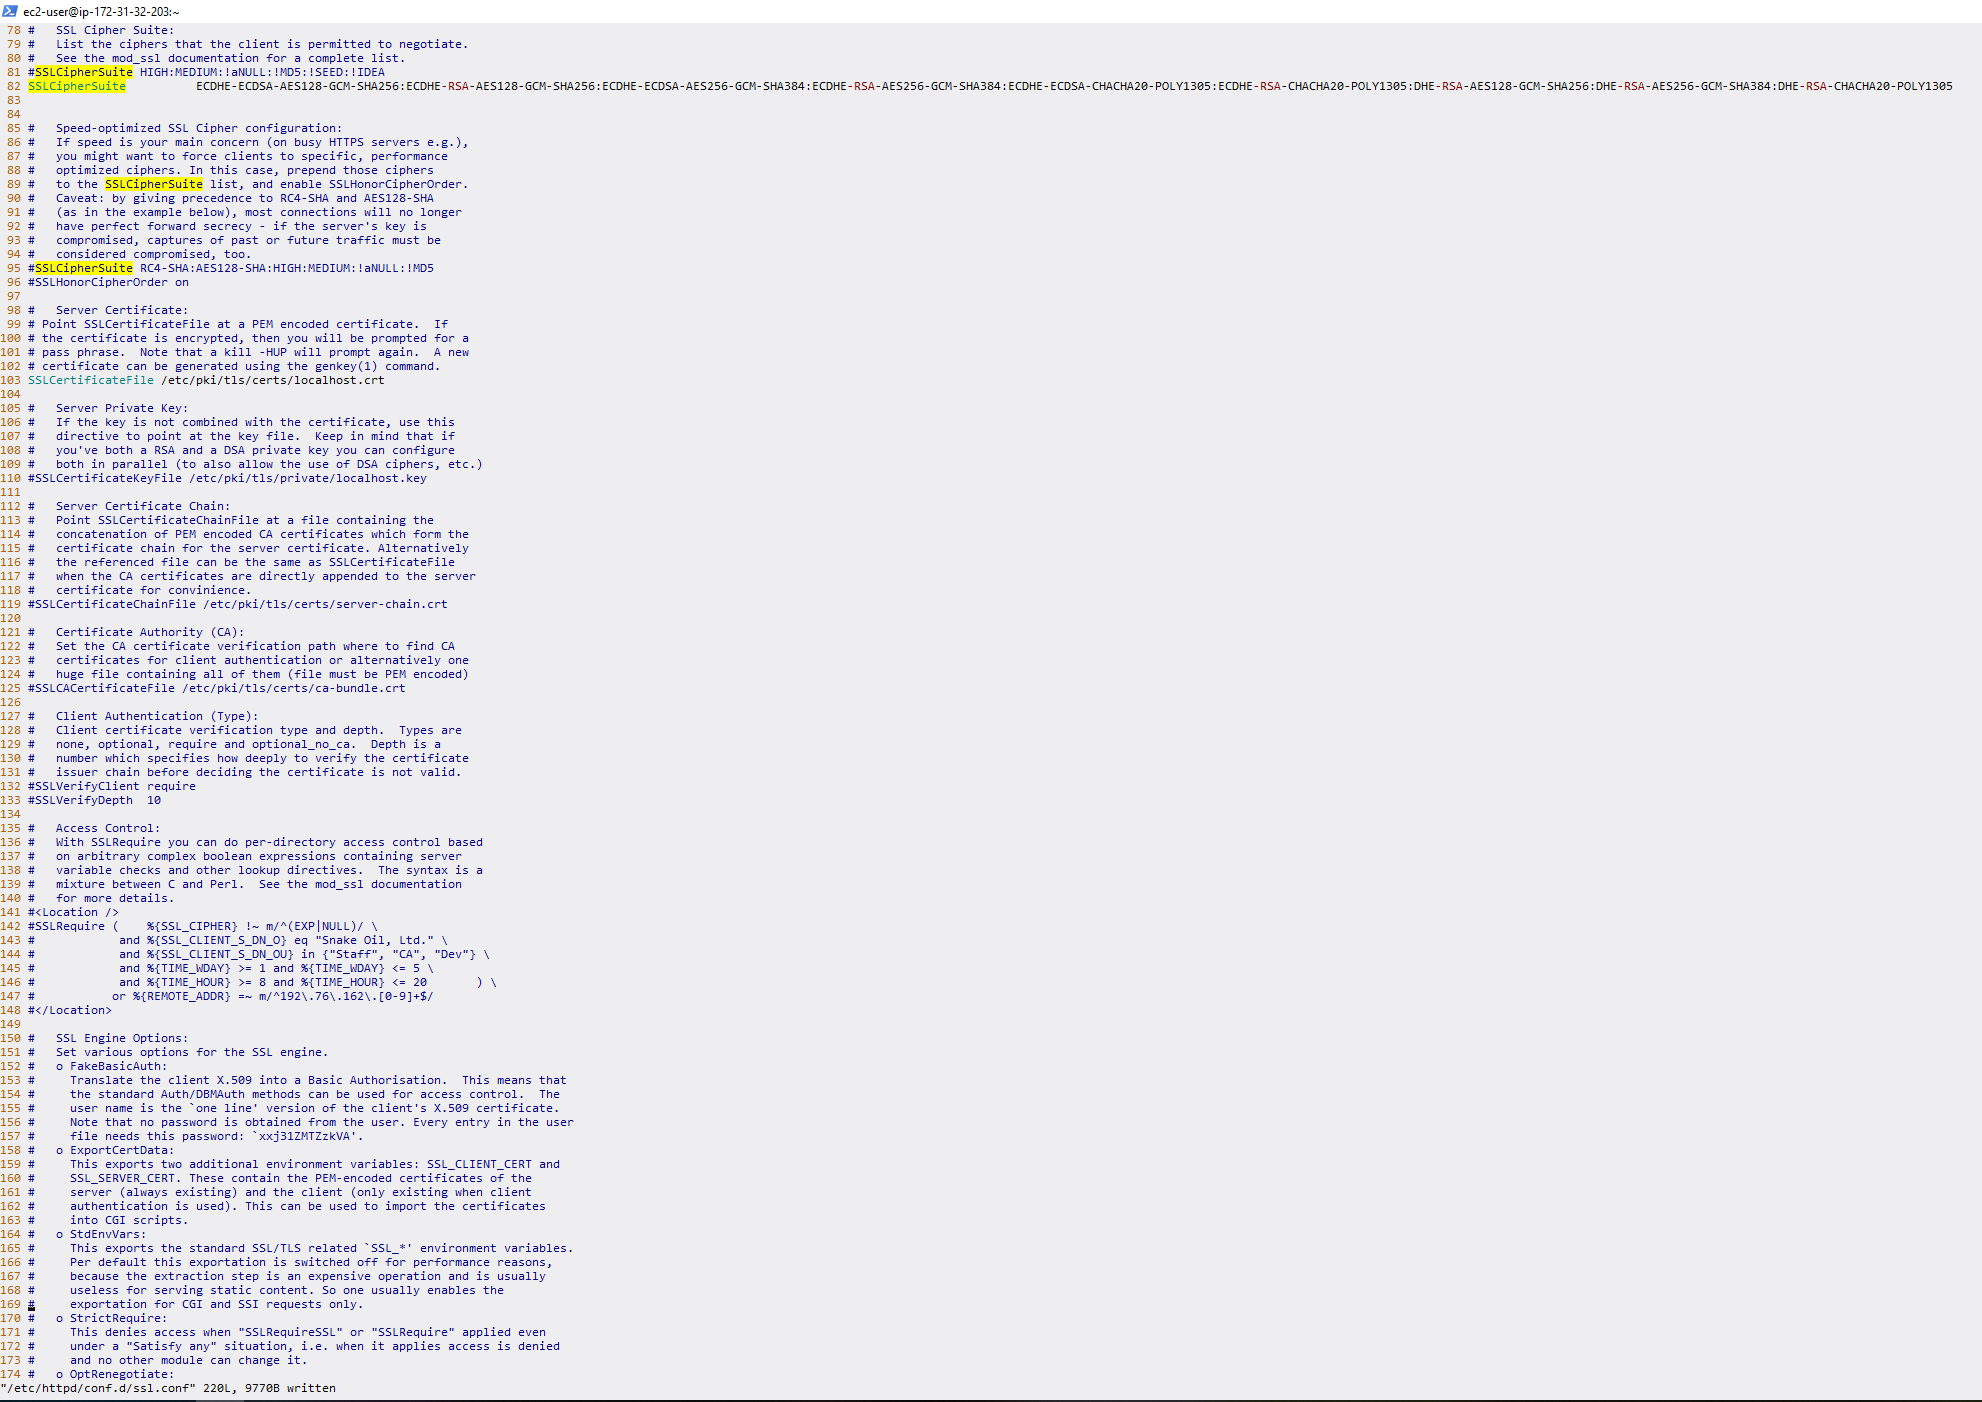 ec2-user@ip-172-31-32-203:~
78 #   SSL Cipher Suite:
79 #   List the ciphers that the client is permitted to negotiate.
80 #   See the mod_ssl documentation for a complete list.
81 #SSLCipherSuite HIGH:MEDIUM:!aNULL:!MD5:!SEED:!IDEA
82 SSLCipherSuite          ECDHE-ECDSA-AES128-GCM-SHA256:ECDHE-RSA-AES128-GCM-SHA256:ECDHE-ECDSA-AES256-GCM-SHA384:ECDHE-RSA-AES256-GCM-SHA384:ECDHE-ECDSA-CHACHA20-POLY1305:ECDHE-RSA-CHACHA20-POLY1305:DHE-RSA-AES128-GCM-SHA256:DHE-RSA-AES256-GCM-SHA384:DHE-RSA-CHACHA20-POLY1305
83
84
85 #   Speed-optimized SSL Cipher configuration:
86 #   If speed is your main concern (on busy HTTPS servers e.g.),
87 #   you might want to force clients to specific, performance
88 #   optimized ciphers. In this case, prepend those ciphers
89 #   to the SSLCipherSuite list, and enable SSLHonorCipherOrder.
90 #   Caveat: by giving precedence to RC4-SHA and AES128-SHA
91 #   (as in the example below), most connections will no longer
92 #   have perfect forward secrecy - if the server's key is
93 #   compromised, captures of past or future traffic must be
94 #   considered compromised, too.
95 #SSLCipherSuite RC4-SHA:AES128-SHA:HIGH:MEDIUM:!aNULL:!MD5
96 #SSLHonorCipherOrder on
97
98 #   Server Certificate:
99 # Point SSLCertificateFile at a PEM encoded certificate.  If
100 # the certificate is encrypted, then you will be prompted for a
101 # pass phrase.  Note that a kill -HUP will prompt again.  A new
102 # certificate can be generated using the genkey(1) command.
103 SSLCertificateFile /etc/pki/tls/certs/localhost.crt
104
105 #   Server Private Key:
106 #   If the key is not combined with the certificate, use this
107 #   directive to point at the key file.  Keep in mind that if
108 #   you've both a RSA and a DSA private key you can configure
109 #   both in parallel (to also allow the use of DSA ciphers, etc.)
110 #SSLCertificateKeyFile /etc/pki/tls/private/localhost.key
111
112 #   Server Certificate Chain:
113 #   Point SSLCertificateChainFile at a file containing the
114 #   concatenation of PEM encoded CA certificates which form the
115 #   certificate chain for the server certificate. Alternatively
116 #   the referenced file can be the same as SSLCertificateFile
117 #   when the CA certificates are directly appended to the server
118 #   certificate for convinience.
119 #SSLCertificateChainFile /etc/pki/tls/certs/server-chain.crt
120
121 #   Certificate Authority (CA):
122 #   Set the CA certificate verification path where to find CA
123 #   certificates for client authentication or alternatively one
124 #   huge file containing all of them (file must be PEM encoded)
125 #SSLCACertificateFile /etc/pki/tls/certs/ca-bundle.crt
126
127 #   Client Authentication (Type):
128 #   Client certificate verification type and depth.  Types are
129 #   none, optional, require and optional_no_ca.  Depth is a
130 #   number which specifies how deeply to verify the certificate
131 #   issuer chain before deciding the certificate is not valid.
132 #SSLVerifyClient require
133 #SSLVerifyDepth  10
134
135 #   Access Control:
136 #   With SSLRequire you can do per-directory access control based
137 #   on arbitrary complex boolean expressions containing server
138 #   variable checks and other lookup directives.  The syntax is a
139 #   mixture between C and Perl.  See the mod_ssl documentation
140 #   for more details.
141 #<Location />
142 #SSLRequire (    %{SSL_CIPHER} !~ m/^(EXP|NULL)/ \
143 #            and %{SSL_CLIENT_S_DN_O} eq "Snake Oil, Ltd." \
144 #            and %{SSL_CLIENT_S_DN_OU} in {"Staff", "CA", "Dev"} \
145 #            and %{TIME_WDAY} >= 1 and %{TIME_WDAY} <= 5 \
146 #            and %{TIME_HOUR} >= 8 and %{TIME_HOUR} <= 20       ) \
147 #           or %{REMOTE_ADDR} =~ m/^192\.76\.162\.[0-9]+$/
148 #</Location>
149
150 #   SSL Engine Options:
151 #   Set various options for the SSL engine.
152 #   o FakeBasicAuth:
153 #     Translate the client X.509 into a Basic Authorisation.  This means that
154 #     the standard Auth/DBMAuth methods can be used for access control.  The
155 #     user name is the `one line' version of the client's X.509 certificate.
156 #     Note that no password is obtained from the user. Every entry in the user
157 #     file needs this password: `xxj31ZMTZzkVA'.
158 #   o ExportCertData:
159 #     This exports two additional environment variables: SSL_CLIENT_CERT and
160 #     SSL_SERVER_CERT. These contain the PEM-encoded certificates of the
161 #     server (always existing) and the client (only existing when client
162 #     authentication is used). This can be used to import the certificates
163 #     into CGI scripts.
164 #   o StdEnvVars:
165 #     This exports the standard SSL/TLS related `SSL_*' environment variables.
166 #     Per default this exportation is switched off for performance reasons,
167 #     because the extraction step is an expensive operation and is usually
168 #     useless for serving static content. So one usually enables the
169 #     exportation for CGI and SSI requests only.
170 #   o StrictRequire:
171 #     This denies access when "SSLRequireSSL" or "SSLRequire" applied even
172 #     under a "Satisfy any" situation, i.e. when it applies access is denied
173 #     and no other module can change it.
174 #   o OptRenegotiate:
"/etc/httpd/conf.d/ssl.conf" 220L, 9770B written